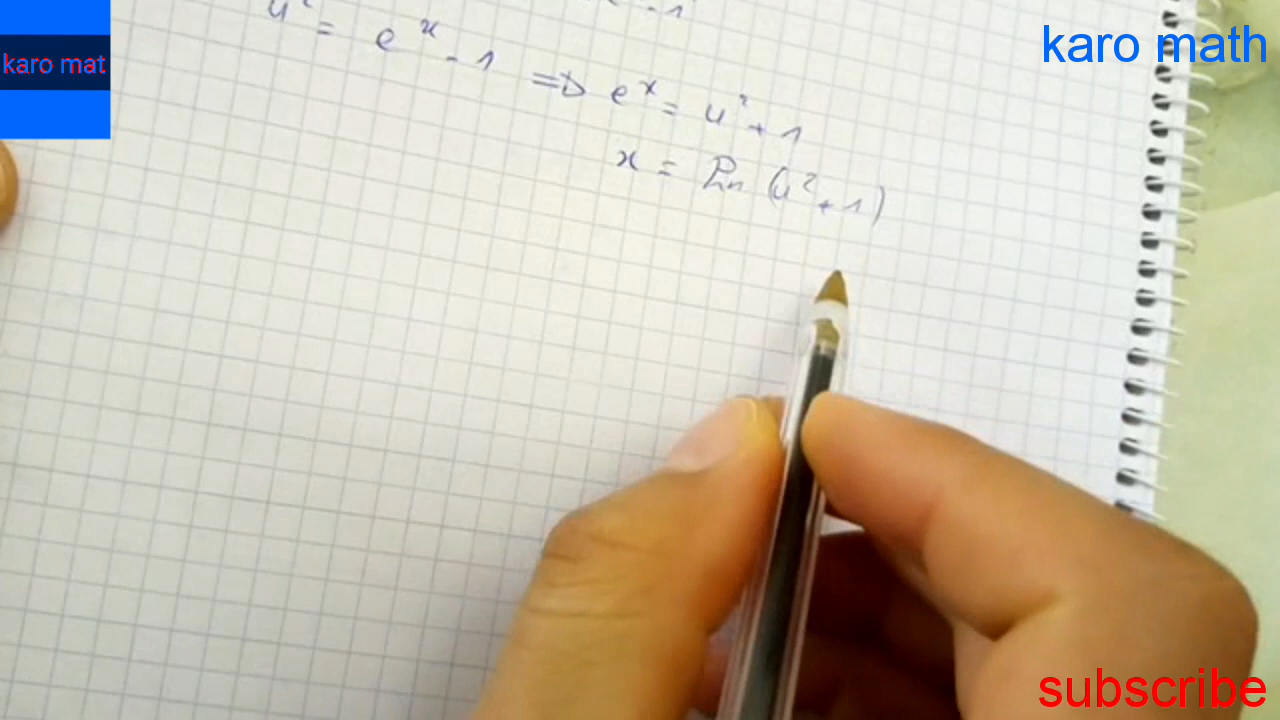 karo math
karo mat
u² = eˣ - 1 => eˣ = u² + 1
x = ln (u² + 1)
subscribe